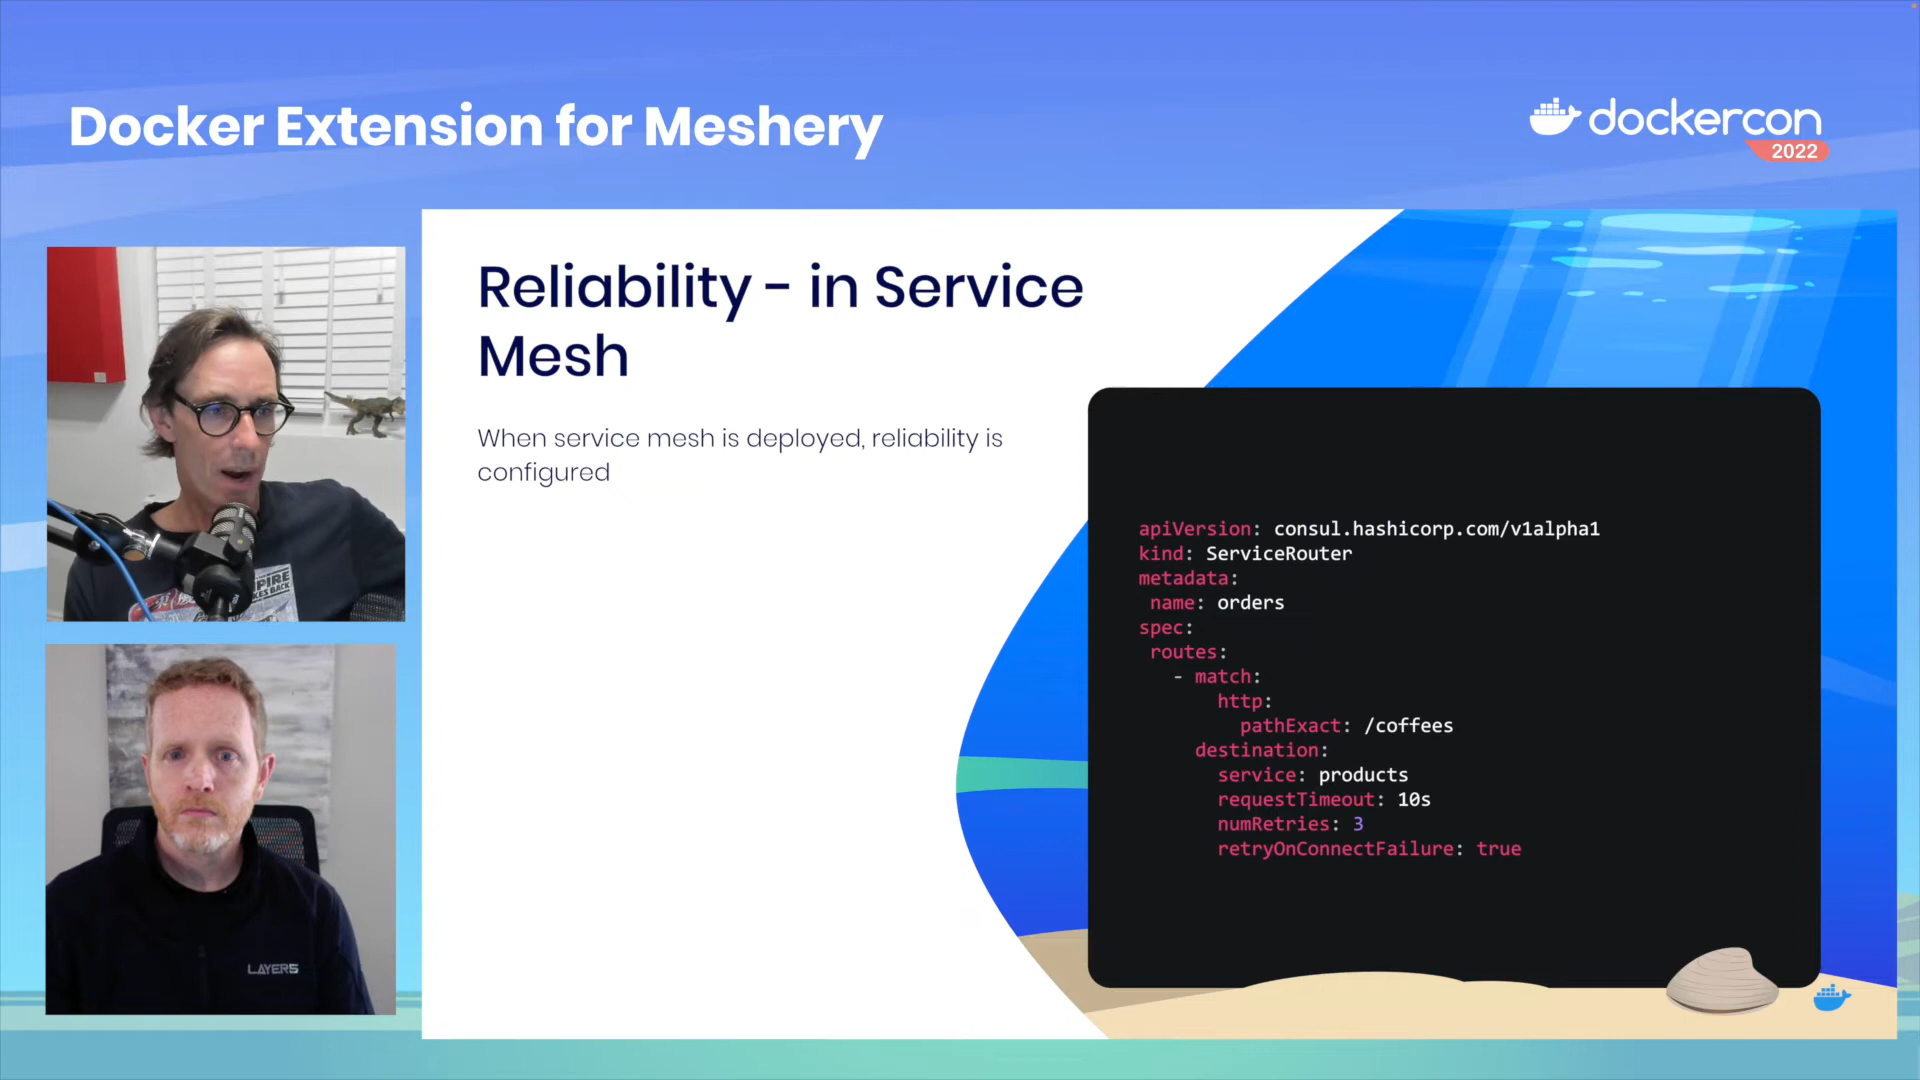 Docker Extension for Meshery
dockercon
2022
Reliability - in Service
Mesh
When service mesh is deployed, reliability is
configured
apiVersion: consul.hashicorp.com/v1alpha1
kind: ServiceRouter
metadata:
name: orders
spec:
routes:
- match:
http:
pathExact: /coffees
destination:
service: products
requestTimeout: 10s
numRetries: 3
retryOnConnectFailure: true
LAYER5